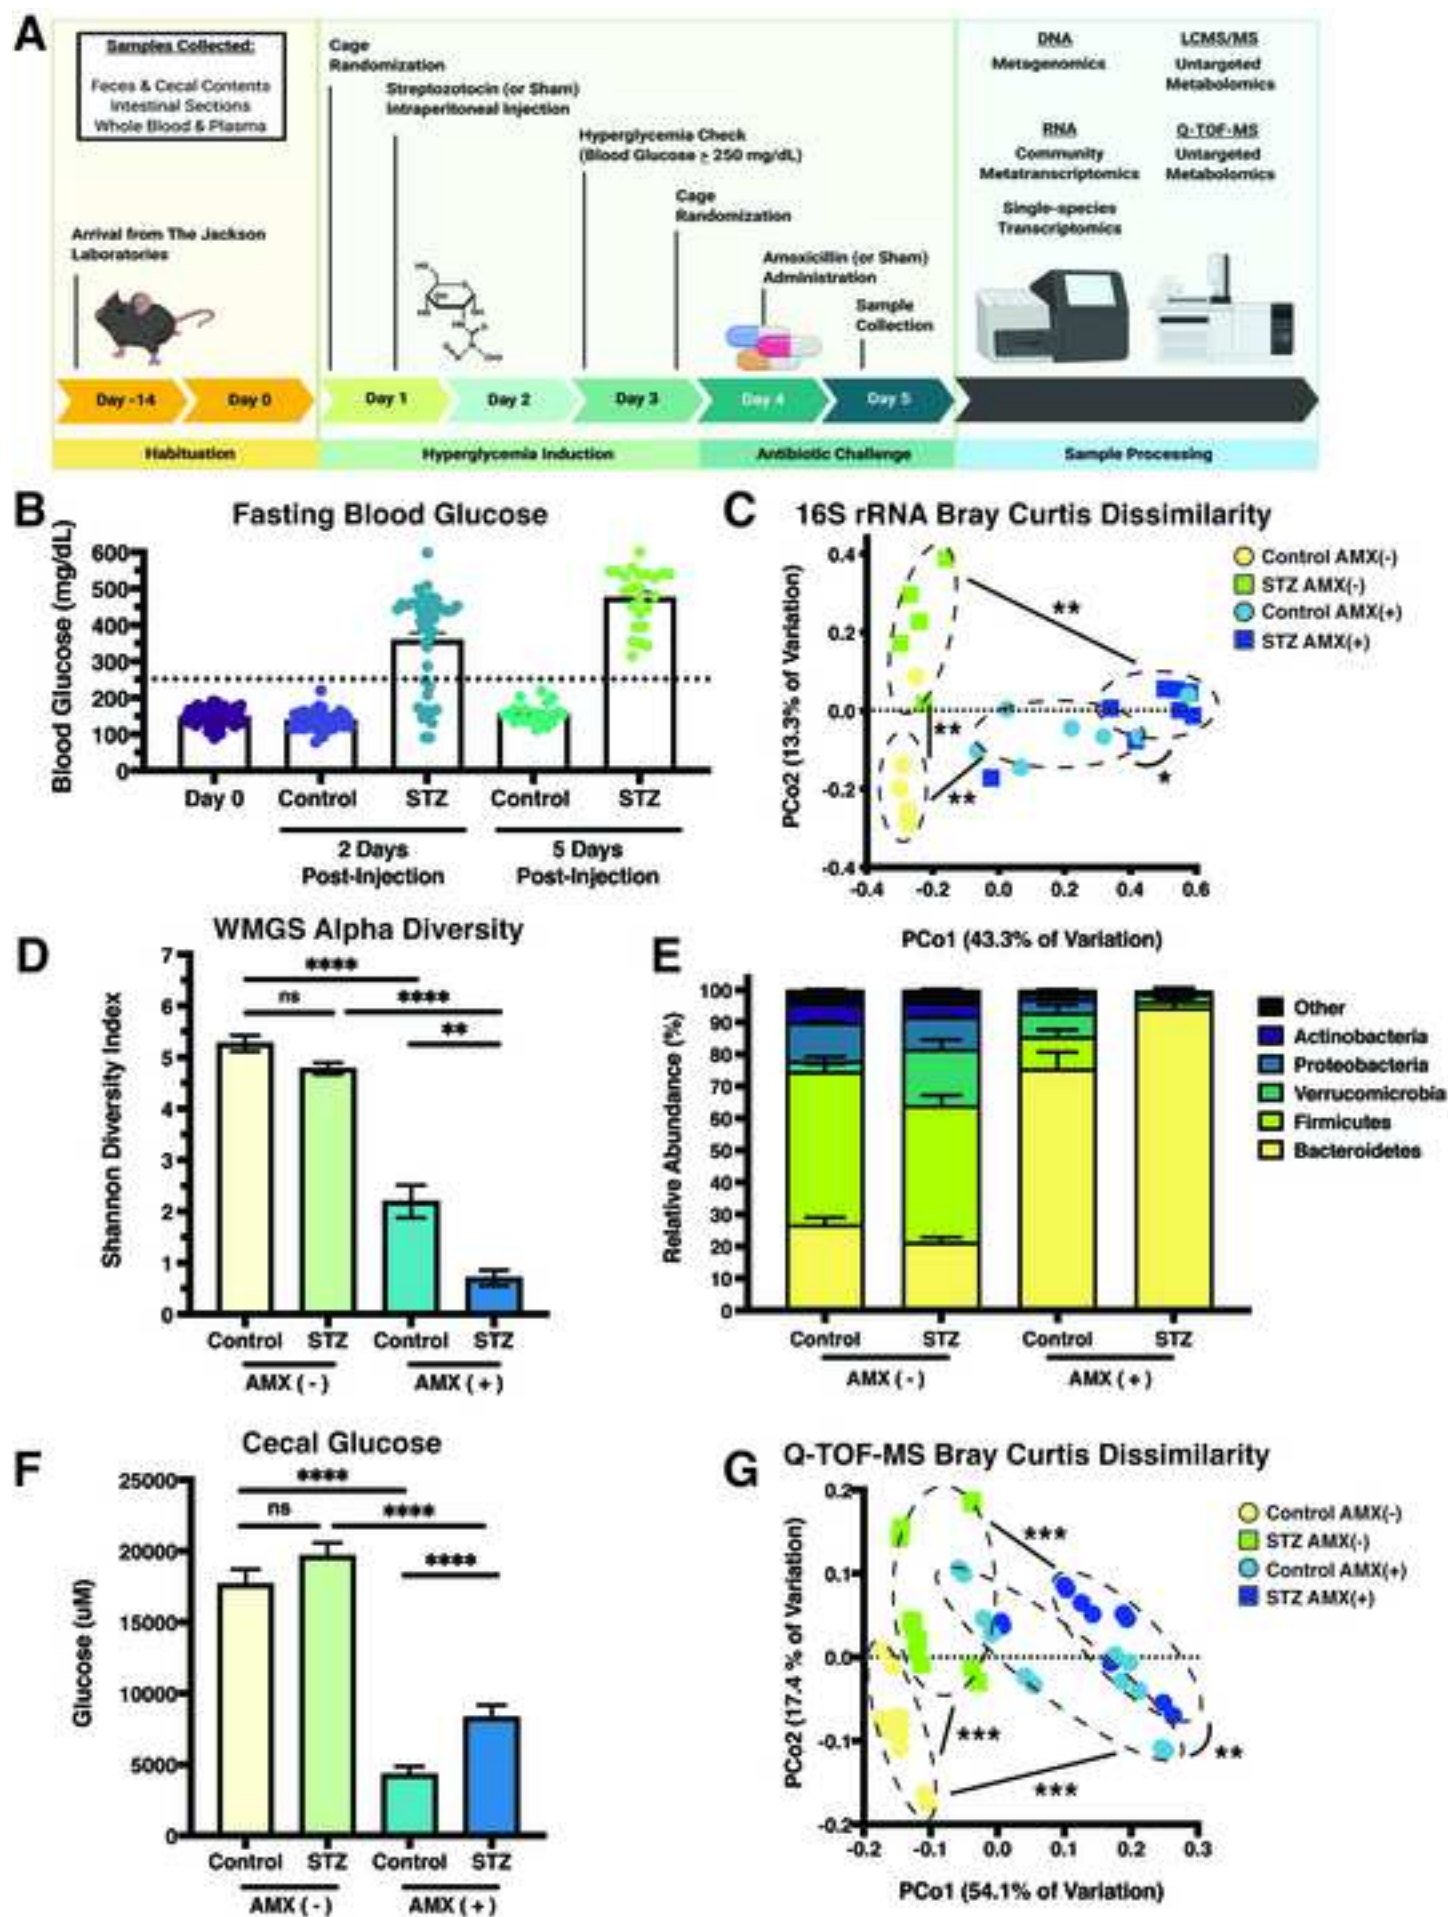 A
Samples Collected:
Feces & Cecal Contents
Intestinal Sections
Whole Blood & Plasma
Arrival from The Jackson
Laboratories
Cage
Randomization
Streptozotocin (or Sham)
Intraperitoneal Injection
Hyperglycemia Check
(Blood Glucose ≥ 250 mg/dL)
Cage
Randomization
Amoxicillin (or Sham)
Administration
Sample
Collection
DNA
Metagenomics
LCMS/MS
Untargeted
Metabolomics
RNA
Community
Metatranscriptomics
Q-TOF-MS
Untargeted
Metabolomics
Single-species
Transcriptomics
Day -14
Day 0
Day 1
Day 2
Day 3
Day 4
Day 5
Habituation
Hyperglycemia Induction
Antibiotic Challenge
Sample Processing
B
Fasting Blood Glucose
Blood Glucose (mg/dL)
600
500
400
300
200
100
0
Day 0
Control
STZ
Control
STZ
2 Days
Post-Injection
5 Days
Post-Injection
C
16S rRNA Bray Curtis Dissimilarity
PCo2 (13.3% of Variation)
0.4
0.2
0.0
-0.2
-0.4
-0.4
-0.2
0.0
0.2
0.4
0.6
PCo1 (43.3% of Variation)
**
**
**
*
Control AMX(-)
STZ AMX(-)
Control AMX(+)
STZ AMX(+)
D
WMGS Alpha Diversity
Shannon Diversity Index
7
6
5
4
3
2
1
0
****
ns
****
**
Control
STZ
Control
STZ
AMX ( - )
AMX ( + )
E
Relative Abundance (%)
100
90
80
70
60
50
40
30
20
10
0
Control
STZ
Control
STZ
AMX ( - )
AMX ( + )
Other
Actinobacteria
Proteobacteria
Verrucomicrobia
Firmicutes
Bacteroidetes
F
Cecal Glucose
Glucose (uM)
25000
20000
15000
10000
5000
0
****
ns
****
****
Control
STZ
Control
STZ
AMX ( - )
AMX ( + )
G
Q-TOF-MS Bray Curtis Dissimilarity
PCo2 (17.4 % of Variation)
0.2
0.1
0.0
-0.1
-0.2
-0.2
-0.1
0.0
0.1
0.2
0.3
PCo1 (54.1% of Variation)
***
***
***
**
Control AMX(-)
STZ AMX(-)
Control AMX(+)
STZ AMX(+)